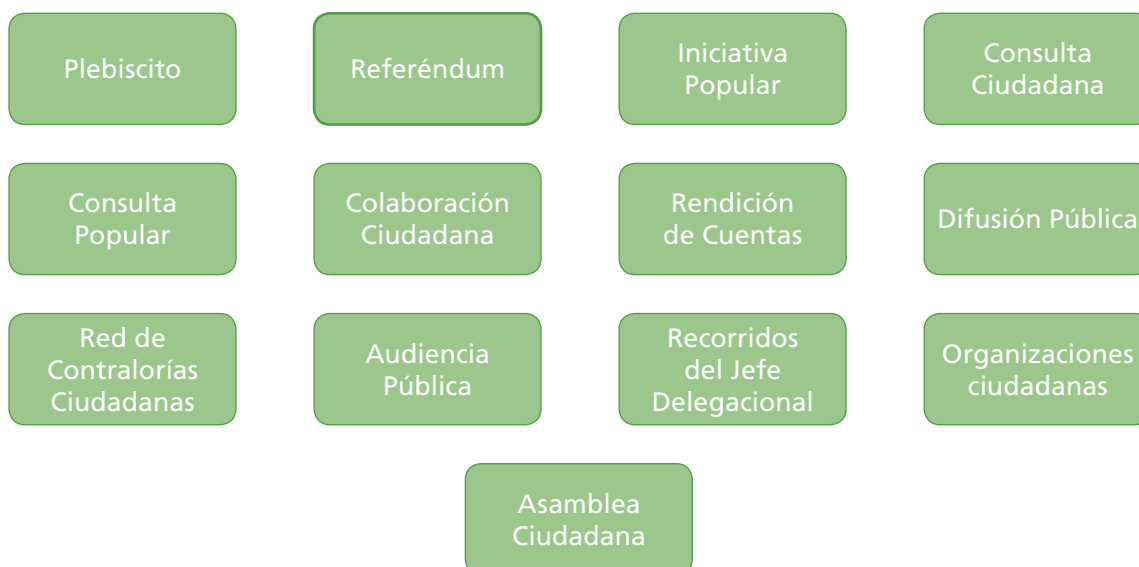 Plebiscito
Referéndum
Iniciativa
Popular
Consulta
Ciudadana
Consulta
Popular
Colaboración
Ciudadana
Rendición
de Cuentas
Difusión Pública
Red de
Contralorías
Ciudadanas
Audiencia
Pública
Recorridos
del Jefe
Delegacional
Organizaciones
ciudadanas
Asamblea
Ciudadana